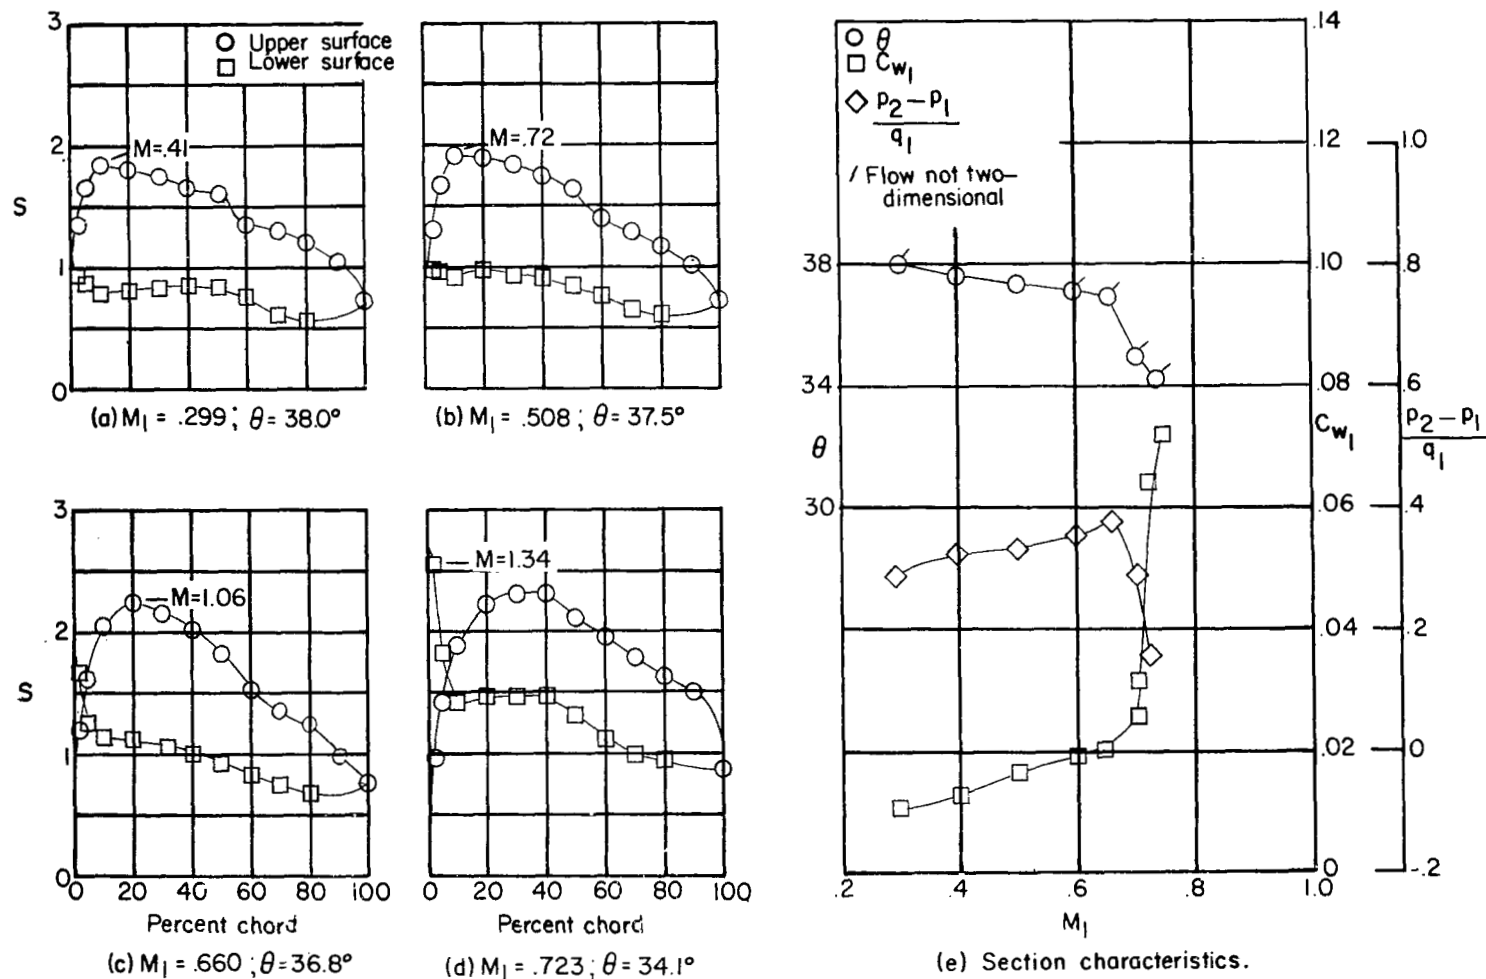 3
2
S
1
0
○ Upper surface
□ Lower surface
M=.41
(a) M₁ = .299; θ = 38.0°
M=.72
(b) M₁ = .508; θ = 37.5°
3
2
S
1
0
M=1.06
0 20 40 60 80 100
Percent chord
(c) M₁ = .660; θ = 36.8°
M=1.34
0 20 40 60 80 100
Percent chord
(d) M₁ = .723; θ = 34.1°
○ θ
□ Cw₁
◇ p₂ − p₁
q₁
/ Flow not two-
dimensional
38
34
θ
30
.14
.12
.10
.08
Cw₁
.06
.04
.02
0
1.0
.8
.6
p₂ − p₁
q₁
.4
.2
0
-.2
.2 .4 .6 .8 1.0
M₁
(e) Section characteristics.